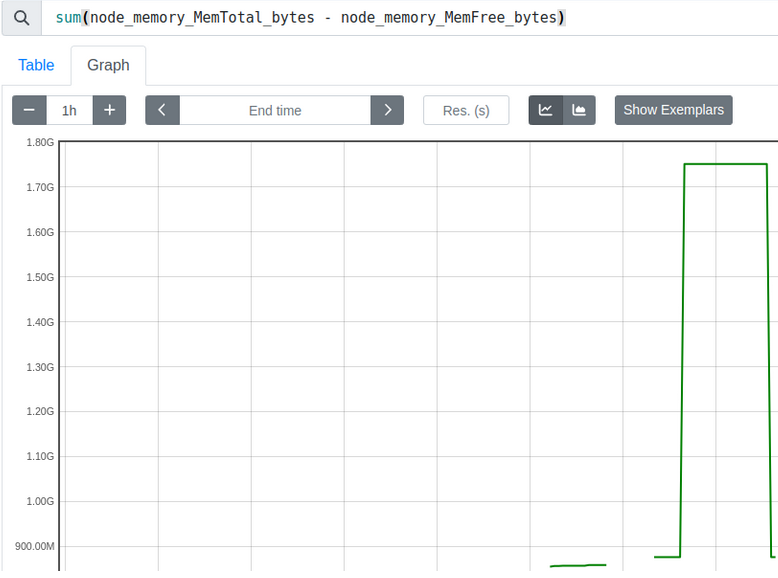 sum(node_memory_MemTotal_bytes - node_memory_MemFree_bytes)
Table Graph
− 1h + End time Res. (s) Show Exemplars
1.80G
1.70G
1.60G
1.50G
1.40G
1.30G
1.20G
1.10G
1.00G
900.00M